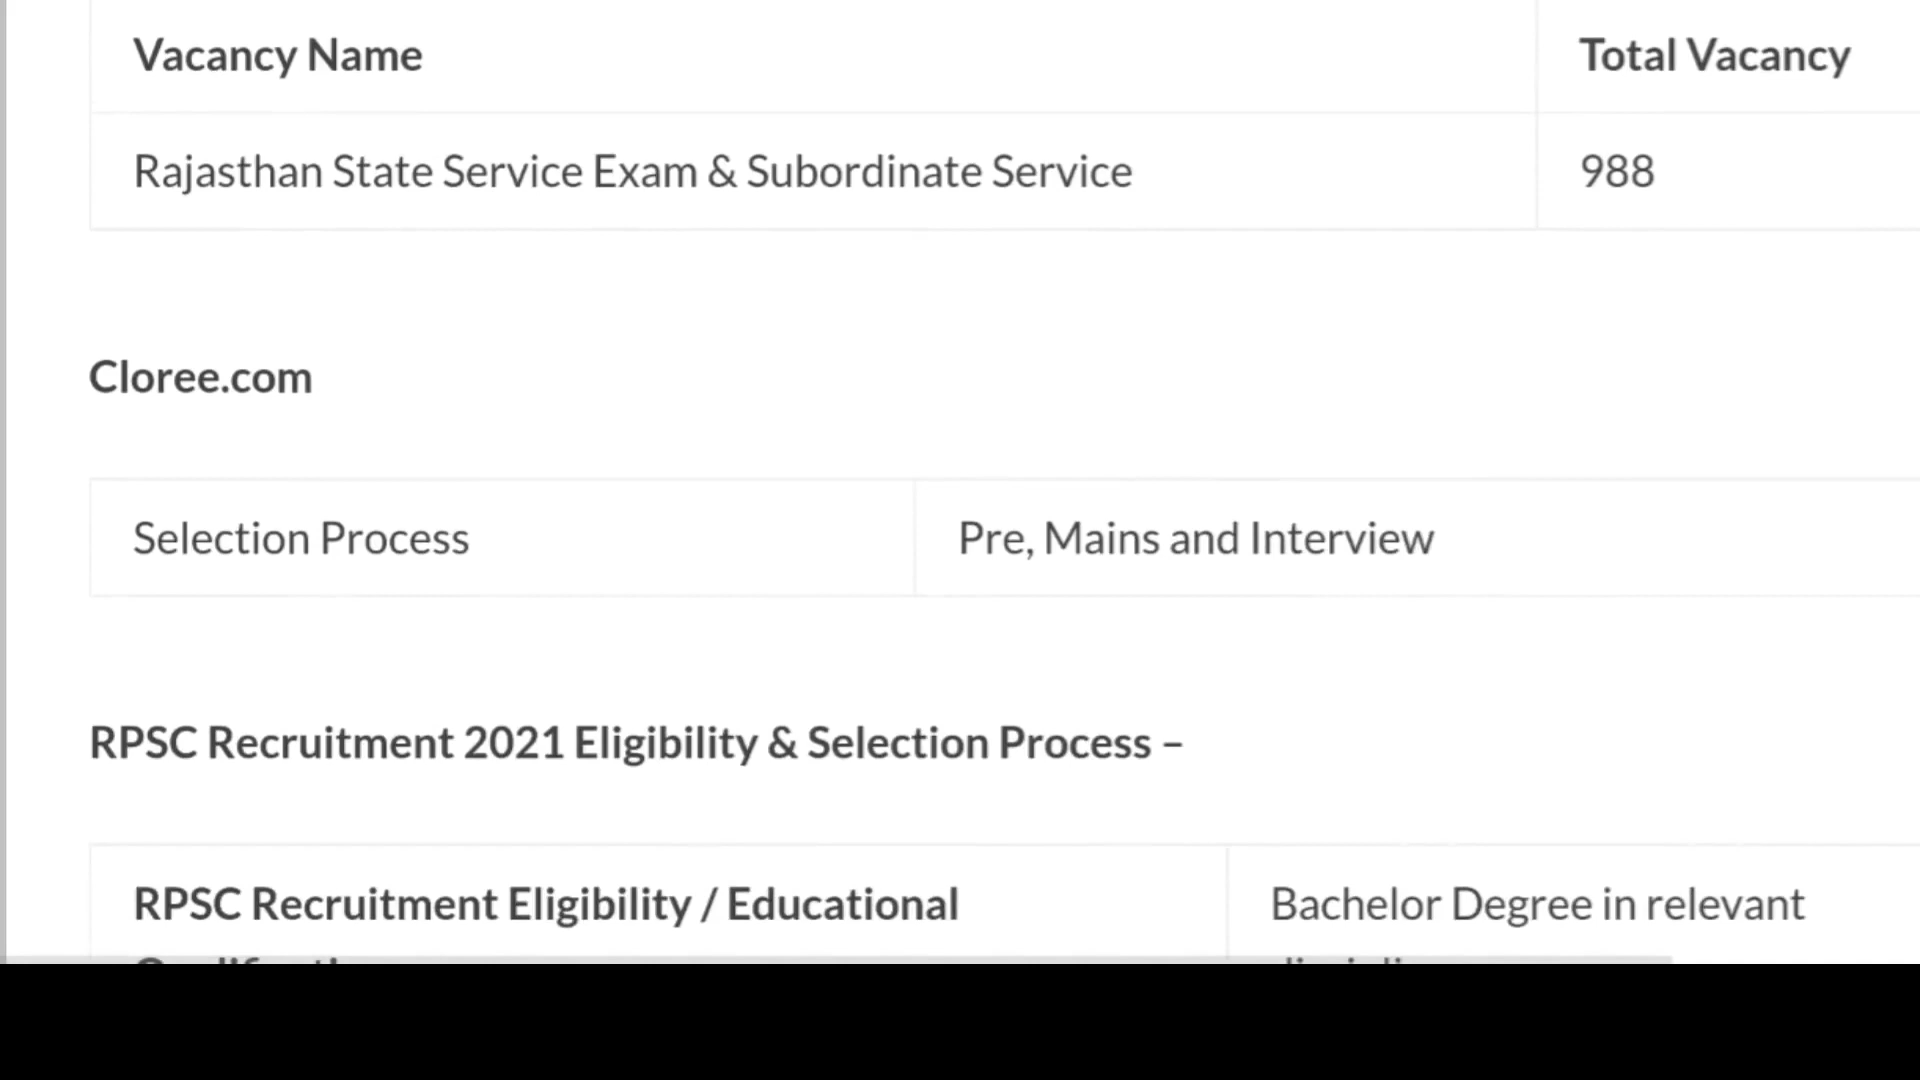 Vacancy Name Total Vacancy
Rajasthan State Service Exam & Subordinate Service 988
Cloree.com
Selection Process Pre, Mains and Interview
RPSC Recruitment 2021 Eligibility & Selection Process –
RPSC Recruitment Eligibility / Educational Bachelor Degree in relevant